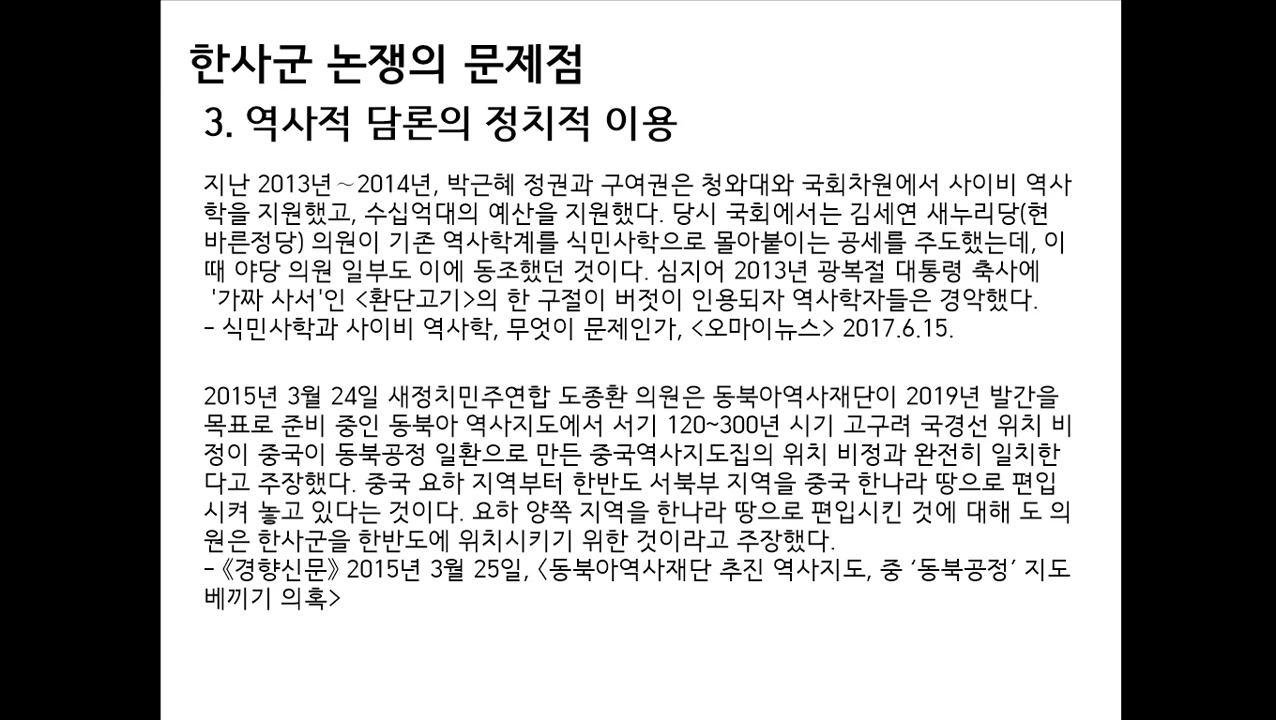 한사군 논쟁의 문제점
3. 역사적 담론의 정치적 이용
지난 2013년~2014년, 박근혜 정권과 구여권은 청와대와 국회차원에서 사이비 역사
학을 지원했고, 수십억대의 예산을 지원했다. 당시 국회에서는 김세연 새누리당(현
바른정당) 의원이 기존 역사학계를 식민사학으로 몰아붙이는 공세를 주도했는데, 이
때 야당 의원 일부도 이에 동조했던 것이다. 심지어 2013년 광복절 대통령 축사에
'가짜 사서'인 <환단고기>의 한 구절이 버젓이 인용되자 역사학자들은 경악했다.
- 식민사학과 사이비 역사학, 무엇이 문제인가, <오마이뉴스> 2017.6.15.
2015년 3월 24일 새정치민주연합 도종환 의원은 동북아역사재단이 2019년 발간을
목표로 준비 중인 동북아 역사지도에서 서기 120~300년 시기 고구려 국경선 위치 비
정이 중국이 동북공정 일환으로 만든 중국역사지도집의 위치 비정과 완전히 일치한
다고 주장했다. 중국 요하 지역부터 한반도 서북부 지역을 중국 한나라 땅으로 편입
시켜 놓고 있다는 것이다. 요하 양쪽 지역을 한나라 땅으로 편입시킨 것에 대해 도 의
원은 한사군을 한반도에 위치시키기 위한 것이라고 주장했다.
-《경향신문》 2015년 3월 25일, 〈동북아역사재단 추진 역사지도, 중 ‘동북공정’ 지도
베끼기 의혹>